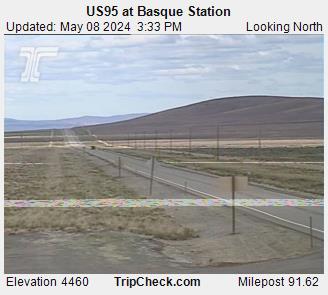 US95 at Basque Station
Updated: May 08 2024 3:33 PM Looking North
Elevation 4460 TripCheck.com Milepost 91.62